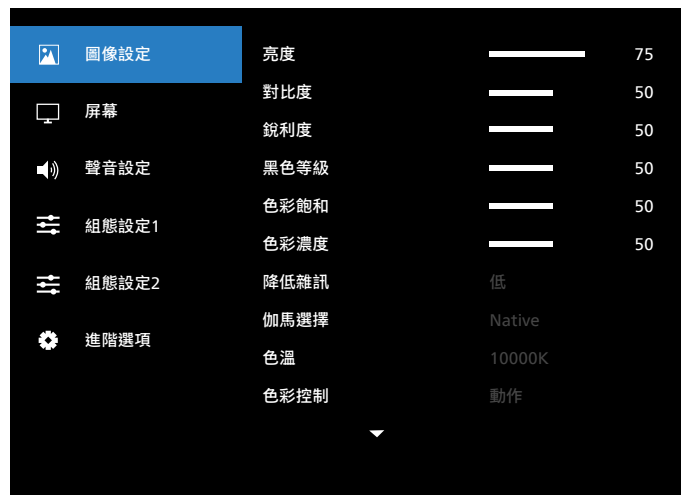 圖像設定
屏幕
聲音設定
組態設定1
組態設定2
進階選項
亮度 75
對比度 50
銳利度 50
黑色等級 50
色彩飽和 50
色彩濃度 50
降低雜訊 低
伽馬選擇 Native
色溫 10000K
色彩控制 動作